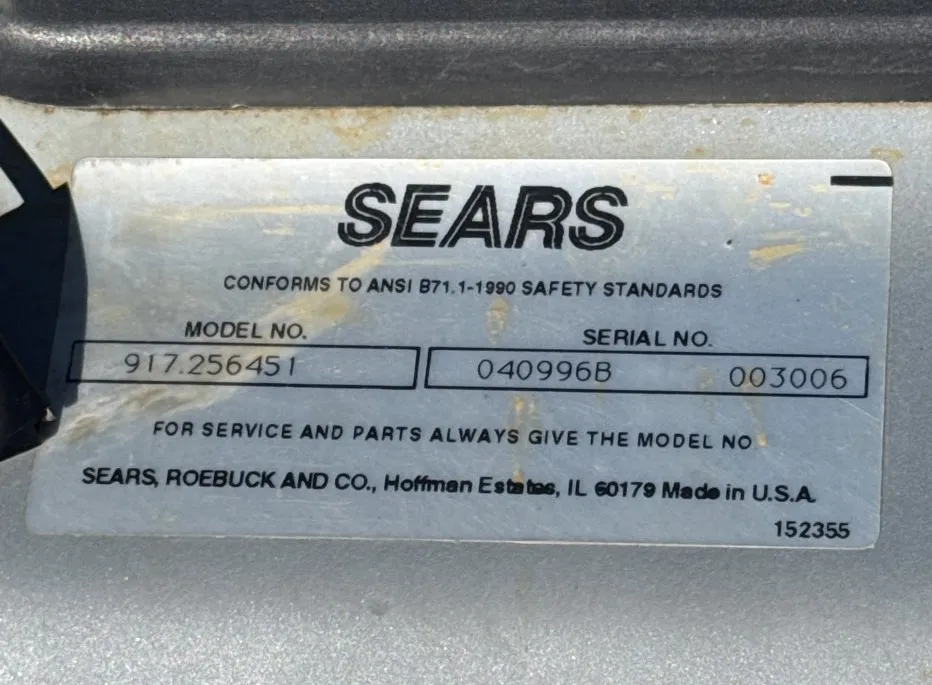 SEARS
CONFORMS TO ANSI B71.1-1990 SAFETY STANDARDS
MODEL NO. SERIAL NO.
917.256451 040996B 003006
FOR SERVICE AND PARTS ALWAYS GIVE THE MODEL NO
SEARS, ROEBUCK AND CO., Hoffman Estates, IL 60179 Made in U.S.A.
152355